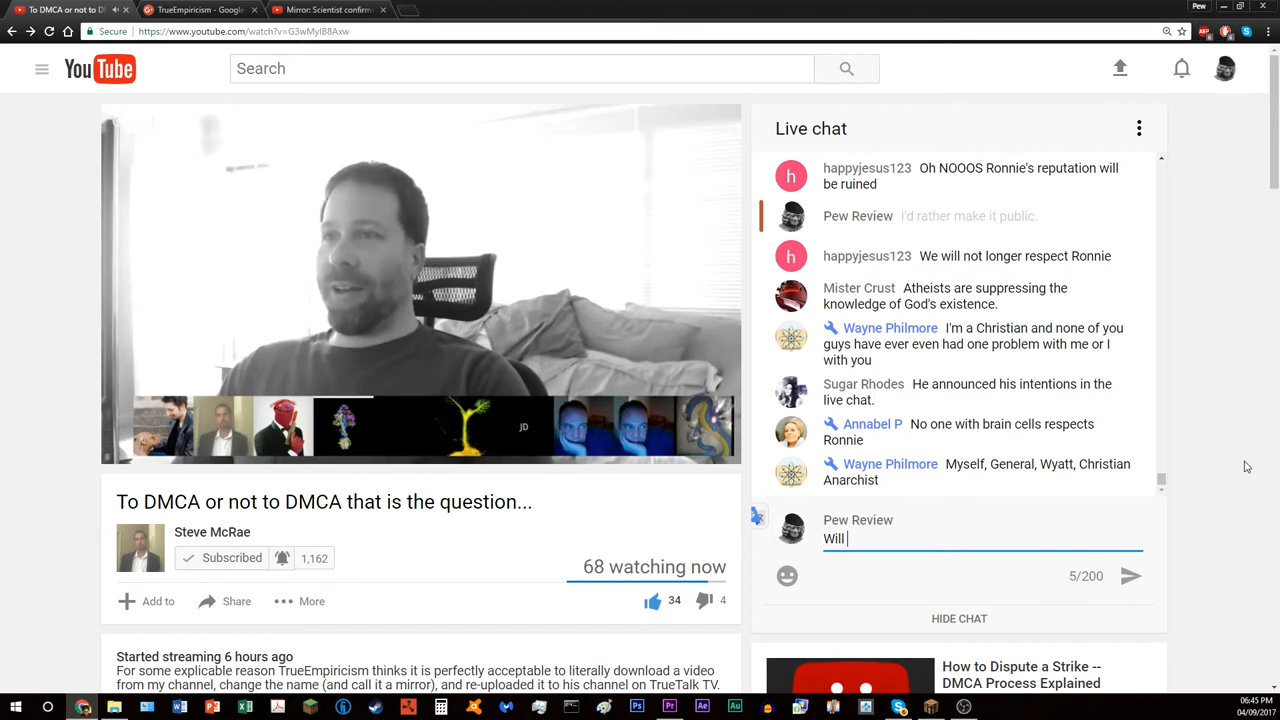 To DMCA or not to D
TrueEmpiricism - Google
Mirror: Scientist confirm
Pew
Secure
https://www.youtube.com/watch?v=G3wMyIB8Axw
YouTube
Search
JD
To DMCA or not to DMCA that is the question...
Steve McRae
Subscribed
1,162
68 watching now
Add to
Share
More
34
4
Started streaming 6 hours ago
For some explicable reason TrueEmpiricism thinks it is perfectly acceptable to literally download a video
from my channel, change the name (and call it a mirror), and re-uploaded it to his channel on TrueTalk TV.
Live chat
happyjesus123 Oh NOOOS Ronnie's reputation will
be ruined
Pew Review I'd rather make it public.
happyjesus123 We will not longer respect Ronnie
Mister Crust Atheists are suppressing the
knowledge of God's existence.
Wayne Philmore I'm a Christian and none of you
guys have ever even had one problem with me or I
with you
Sugar Rhodes He announced his intentions in the
live chat.
Annabel P No one with brain cells respects
Ronnie
Wayne Philmore Myself, General, Wyatt, Christian
Anarchist
Pew Review
Will
5/200
HIDE CHAT
How to Dispute a Strike --
DMCA Process Explained
06:45 PM
04/09/2017